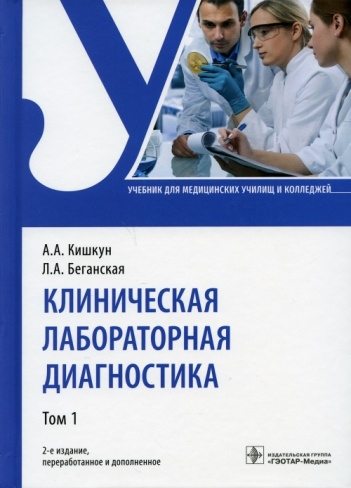 У
УЧЕБНИК ДЛЯ МЕДИЦИНСКИХ УЧИЛИЩ И КОЛЛЕДЖЕЙ
А.А. Кишкун
Л.А. Беганская
КЛИНИЧЕСКАЯ
ЛАБОРАТОРНАЯ
ДИАГНОСТИКА
Том 1
2-е издание,
переработанное и дополненное
ИЗДАТЕЛЬСКАЯ ГРУППА
«ГЭОТАР-Медиа»